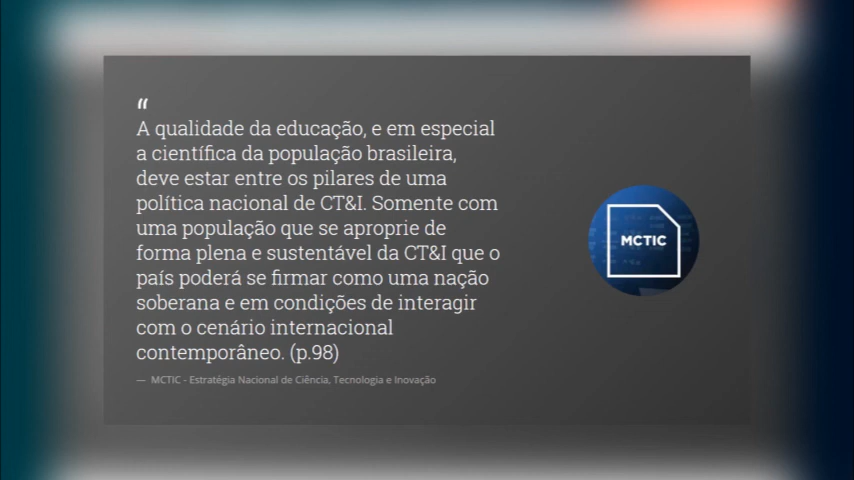 “
A qualidade da educação, e em especial
a científica da população brasileira,
deve estar entre os pilares de uma
política nacional de CT&I. Somente com
uma população que se aproprie de
forma plena e sustentável da CT&I que o
país poderá se firmar como uma nação
soberana e em condições de interagir
com o cenário internacional
contemporâneo. (p.98)
— MCTIC - Estratégia Nacional de Ciência, Tecnologia e Inovação
MCTIC